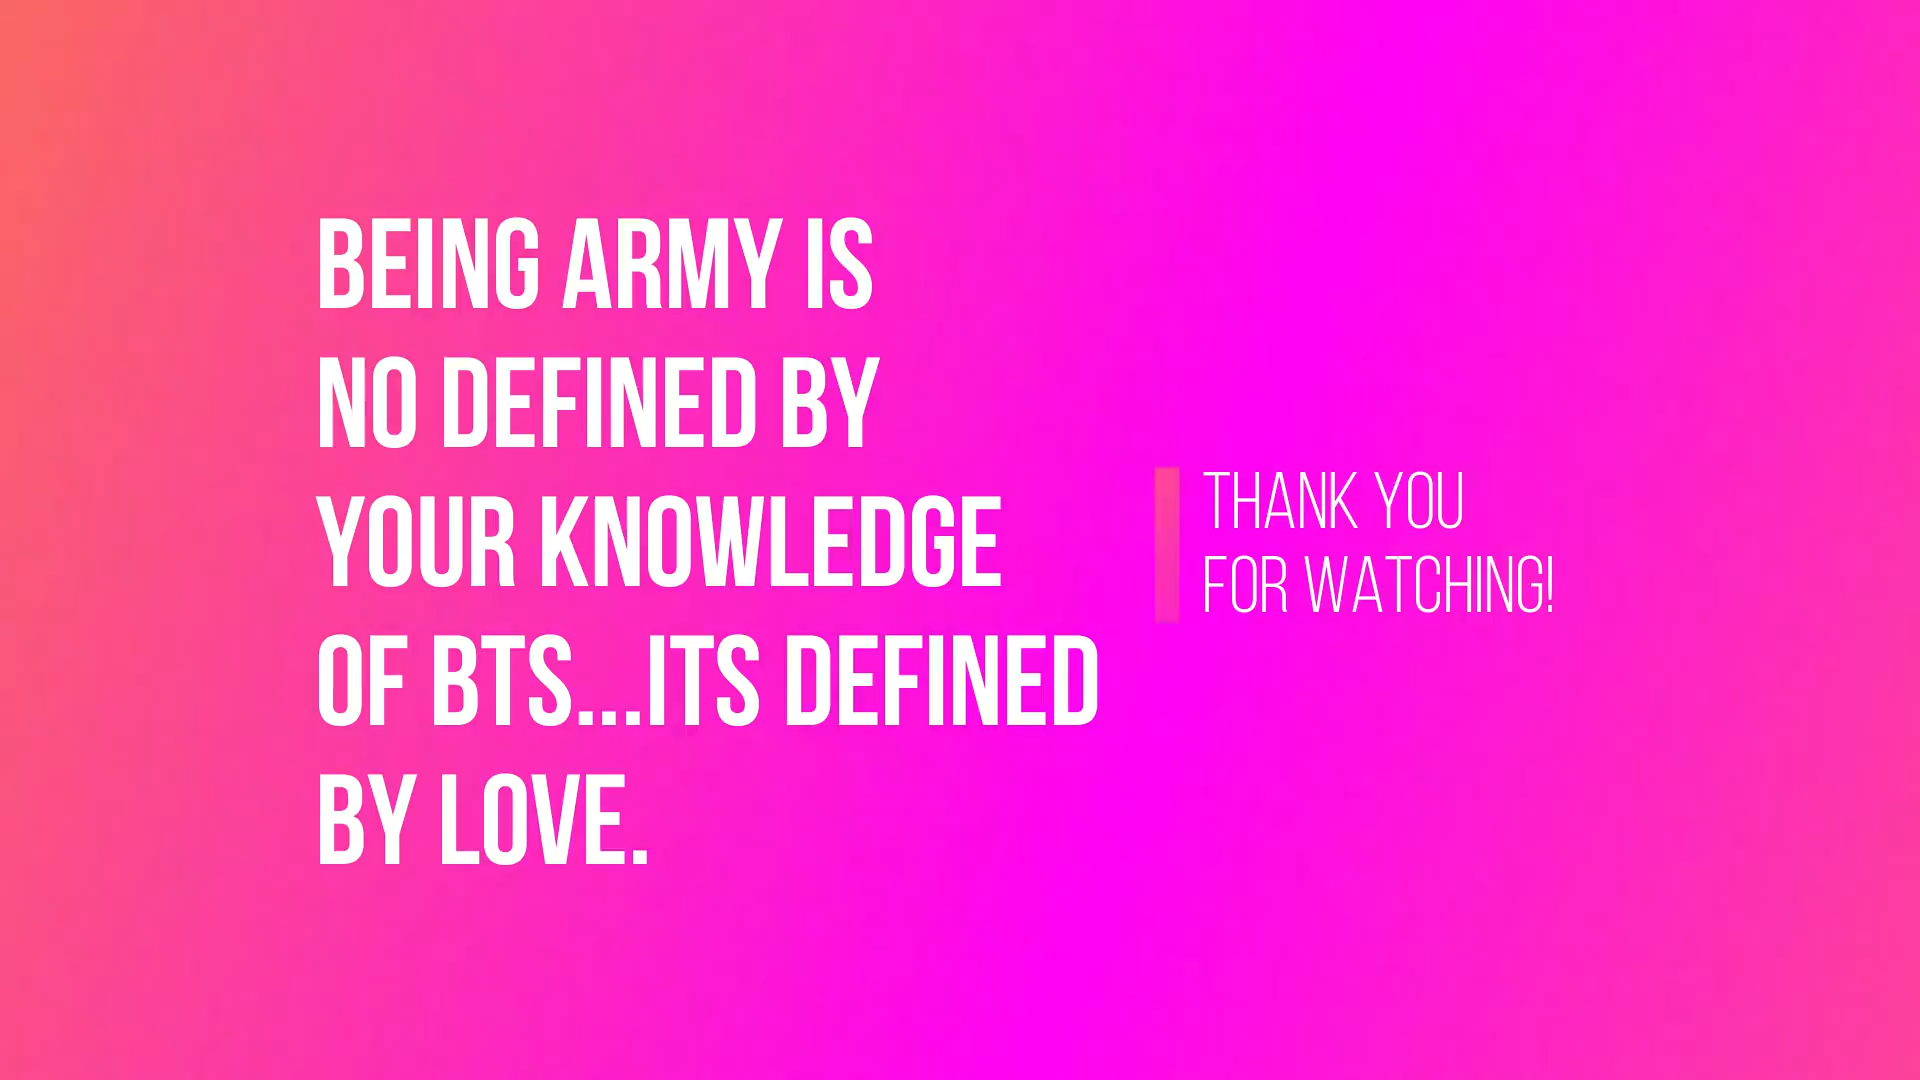 BEING ARMY IS
NO DEFINED BY
YOUR KNOWLEDGE
OF BTS...ITS DEFINED
BY LOVE.
THANK YOU
FOR WATCHING!